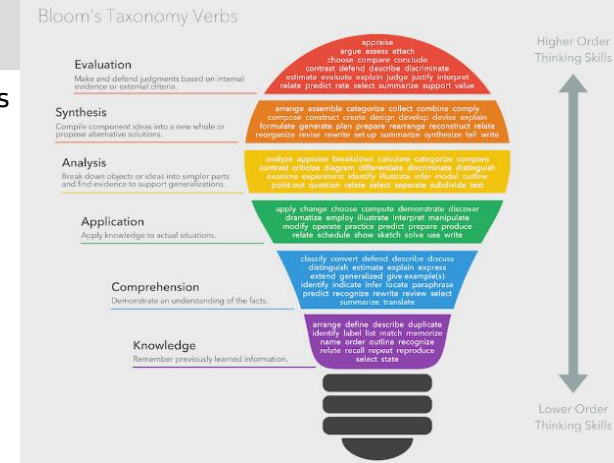 Bloom's Taxonomy Verbs
s
Higher Order
Thinking Skills
Evaluation
Make and defend judgments based on internal
evidence or external criteria.
appraise
argue assess attach
choose compare conclude
contrast defend describe discriminate
estimate evaluate explain judge justify interpret
relate predict rate select summarize support value
Synthesis
Compile component ideas into a new whole or
propose alternative solutions.
arrange assemble categorize collect combine comply
compose construct create design develop devise explain
formulate generate plan prepare rearrange reconstruct relate
reorganize revise rewrite set up summarize synthesize tell write
Analysis
Break down objects or ideas into simpler parts
and find evidence to support generalizations.
analyze appraise breakdown calculate categorize compare
contrast criticize diagram differentiate discriminate distinguish
examine experiment identify illustrate infer model outline
point out question relate select separate subdivide test
Application
Apply knowledge to actual situations.
apply change choose compute demonstrate discover
dramatize employ illustrate interpret manipulate
modify operate practice predict prepare produce
relate schedule show sketch solve use write
Comprehension
Demonstrate an understanding of the facts.
classify convert defend describe discuss
distinguish estimate explain express
extend generalized give example(s)
identify indicate infer locate paraphrase
predict recognize rewrite review select
summarize translate
Knowledge
Remember previously learned information.
arrange define describe duplicate
identify label list match memorize
name order outline recognize
relate recall repeat reproduce
select state
Lower Order
Thinking Skills